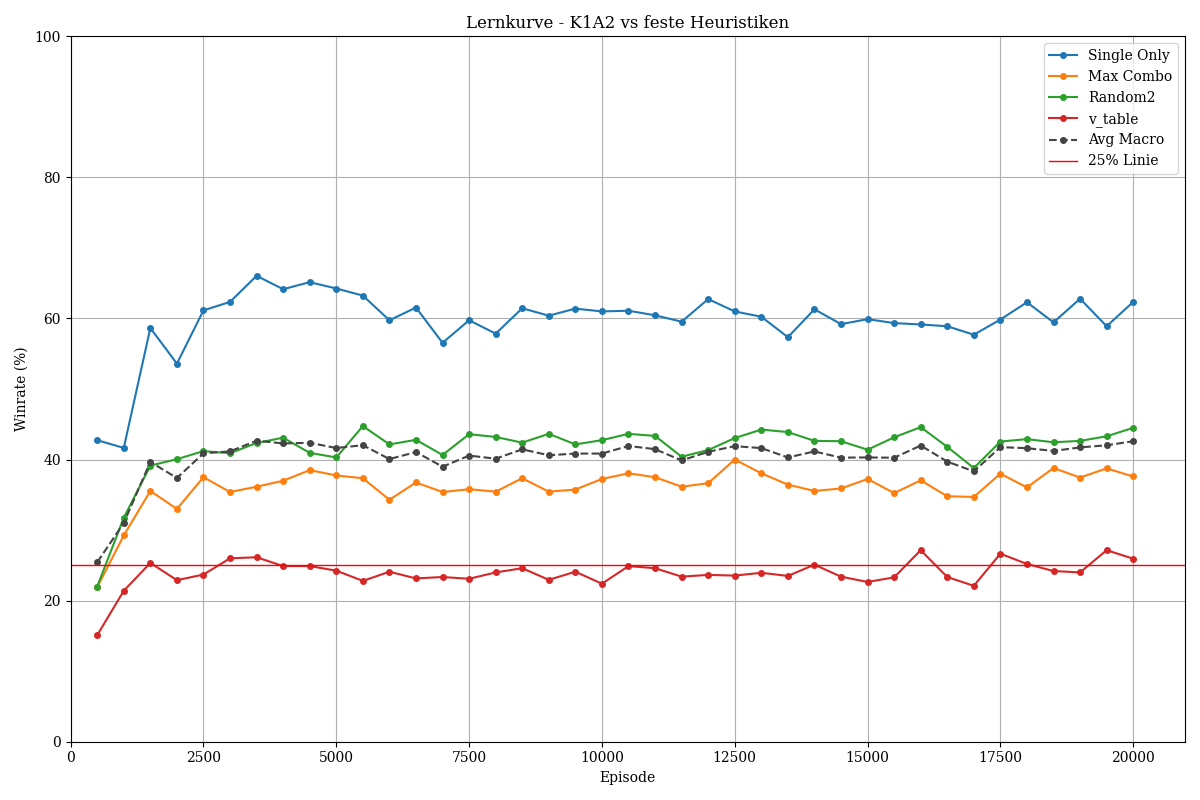 Lernkurve - K1A2 vs feste Heuristiken
Winrate (%)
100
80
60
40
20
0
Single Only
Max Combo
Random2
v_table
Avg Macro
25% Linie
0 2500 5000 7500 10000 12500 15000 17500 20000
Episode